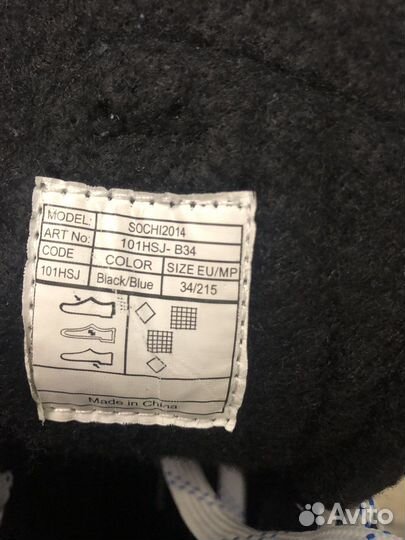 MODEL: SOCHI2014
ART No: 101HSJ- B34
CODE COLOR SIZE EU/MP
101HSJ Black/Blue 34/215
Made in China
Avito